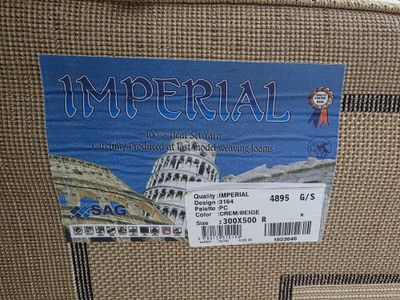 IMPERIAL
100% Heat Set Yarn
Carefully Produced at last model weaving looms
SAG
Quality :IMPERIAL
4895 G/S
Design :3164
Palette :PC
Color :CREM/BEIGE
Size :300X500 R